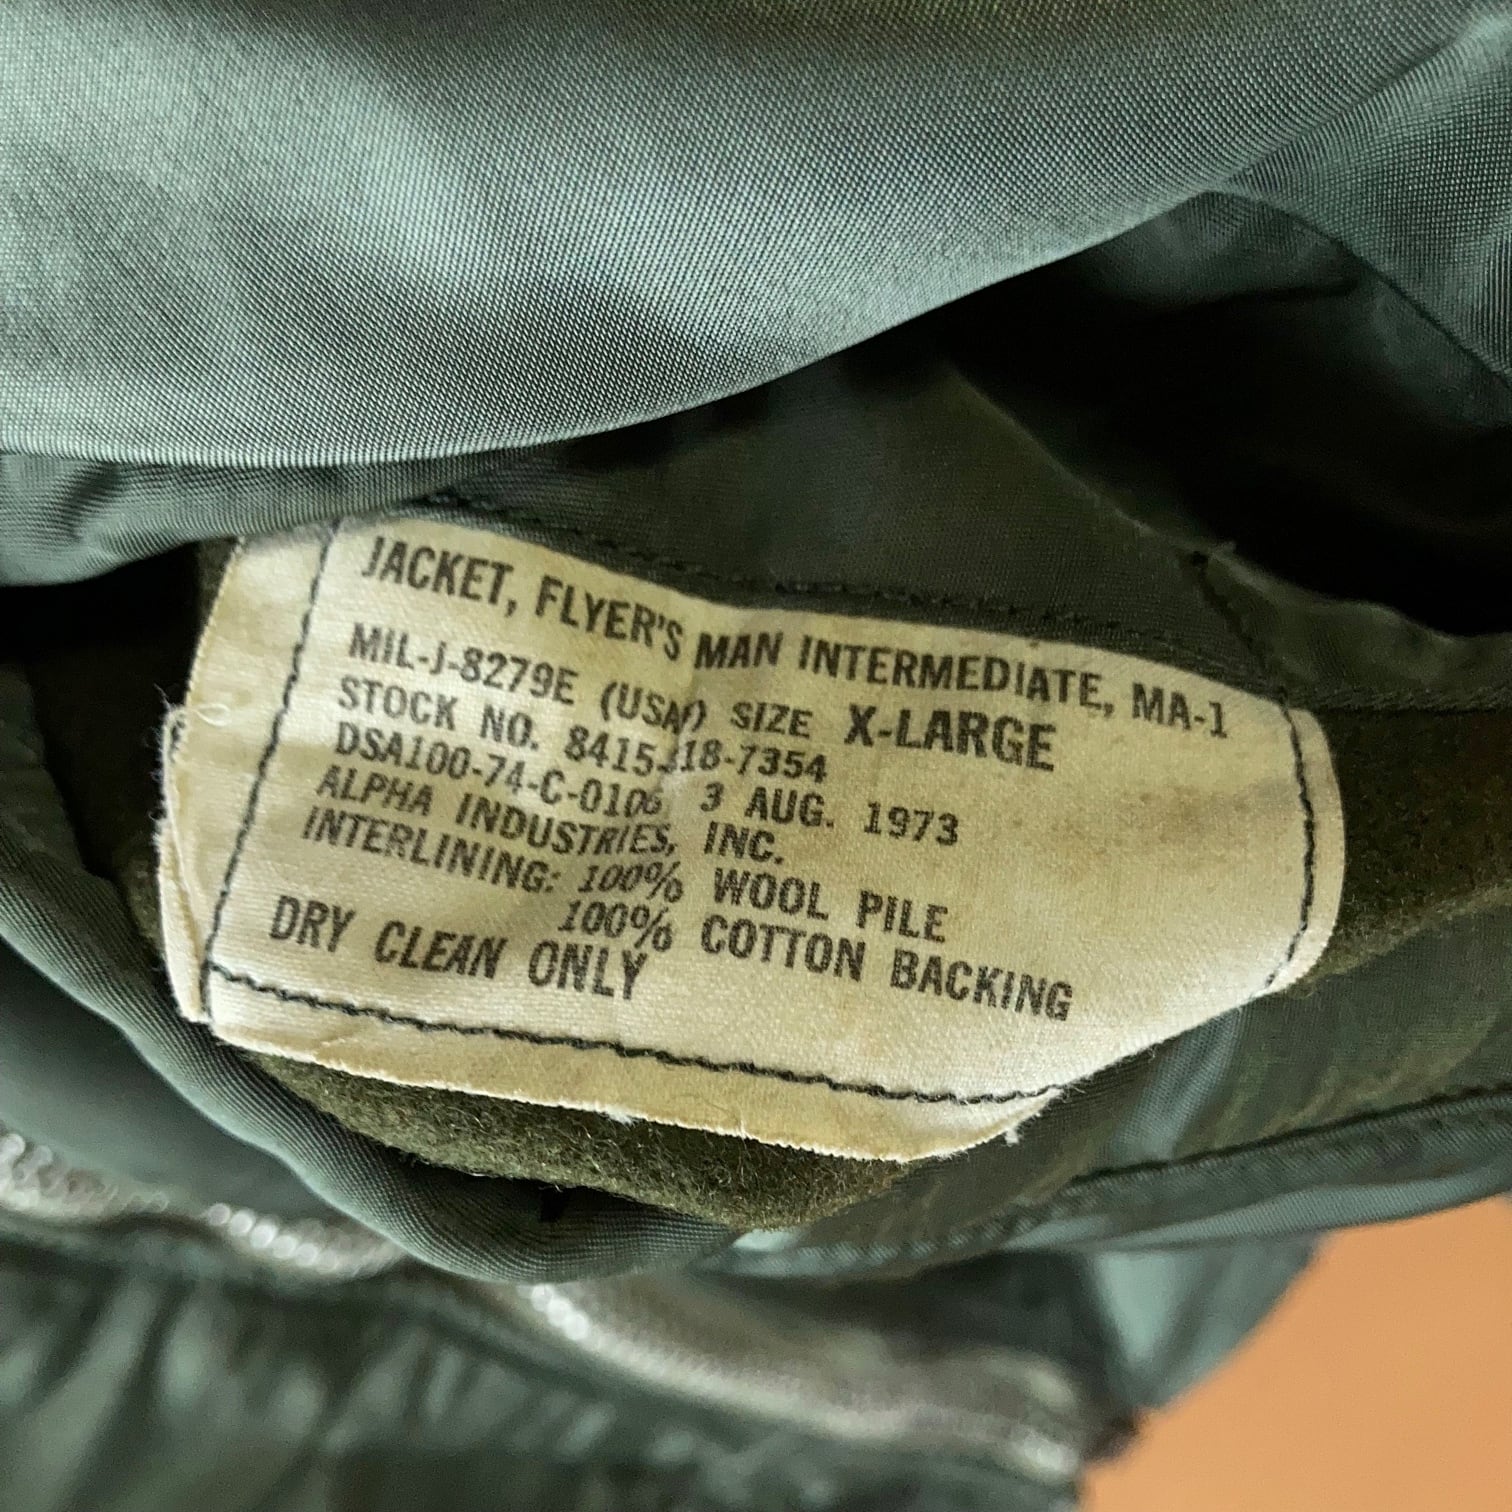 JACKET, FLYER'S MAN INTERMEDIATE, MA-1
MIL-J-8279E (USAF) SIZE X-LARGE
STOCK NO. 8415- 18-7354
DSA100-74-C-0106 3 AUG. 1973
ALPHA INDUSTRIES, INC.
INTERLINING: 100% WOOL PILE
100% COTTON BACKING
DRY CLEAN ONLY